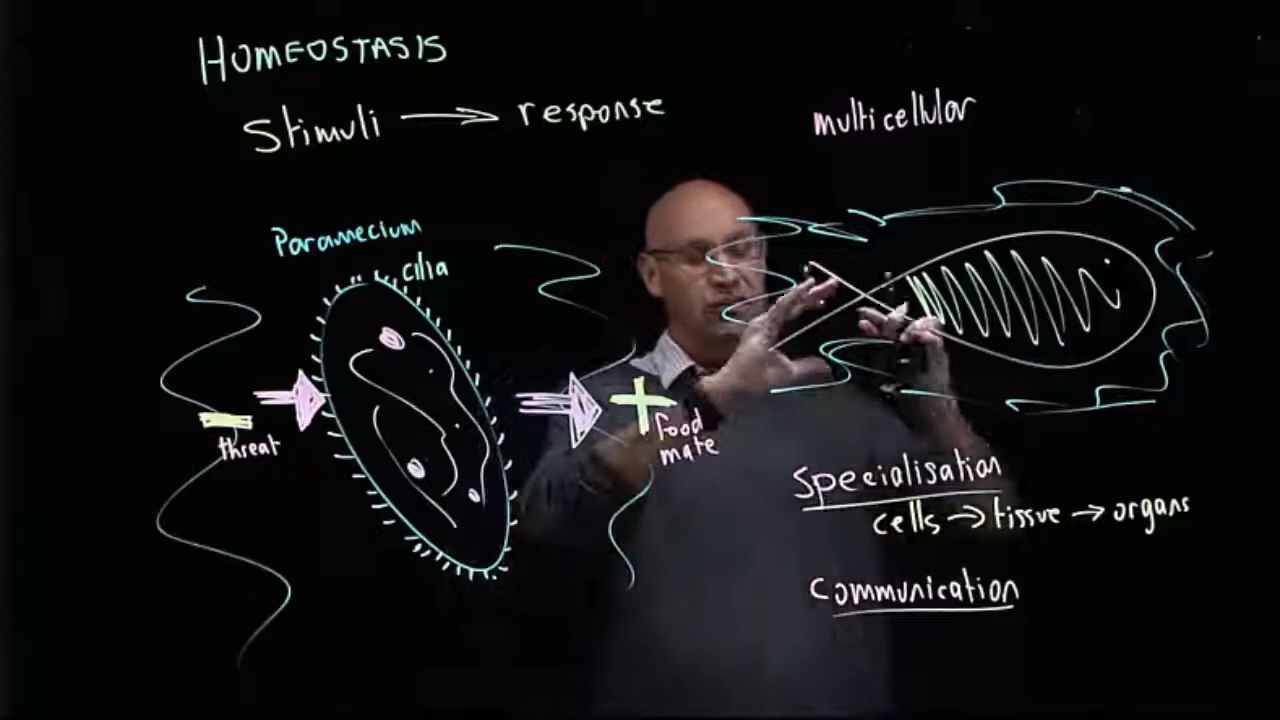 HOMEOSTASIS
Stimuli → response
multicellular
Paramecium
cilia
threat
food
mate
Specialisation
cells → tissue → organs
Communication